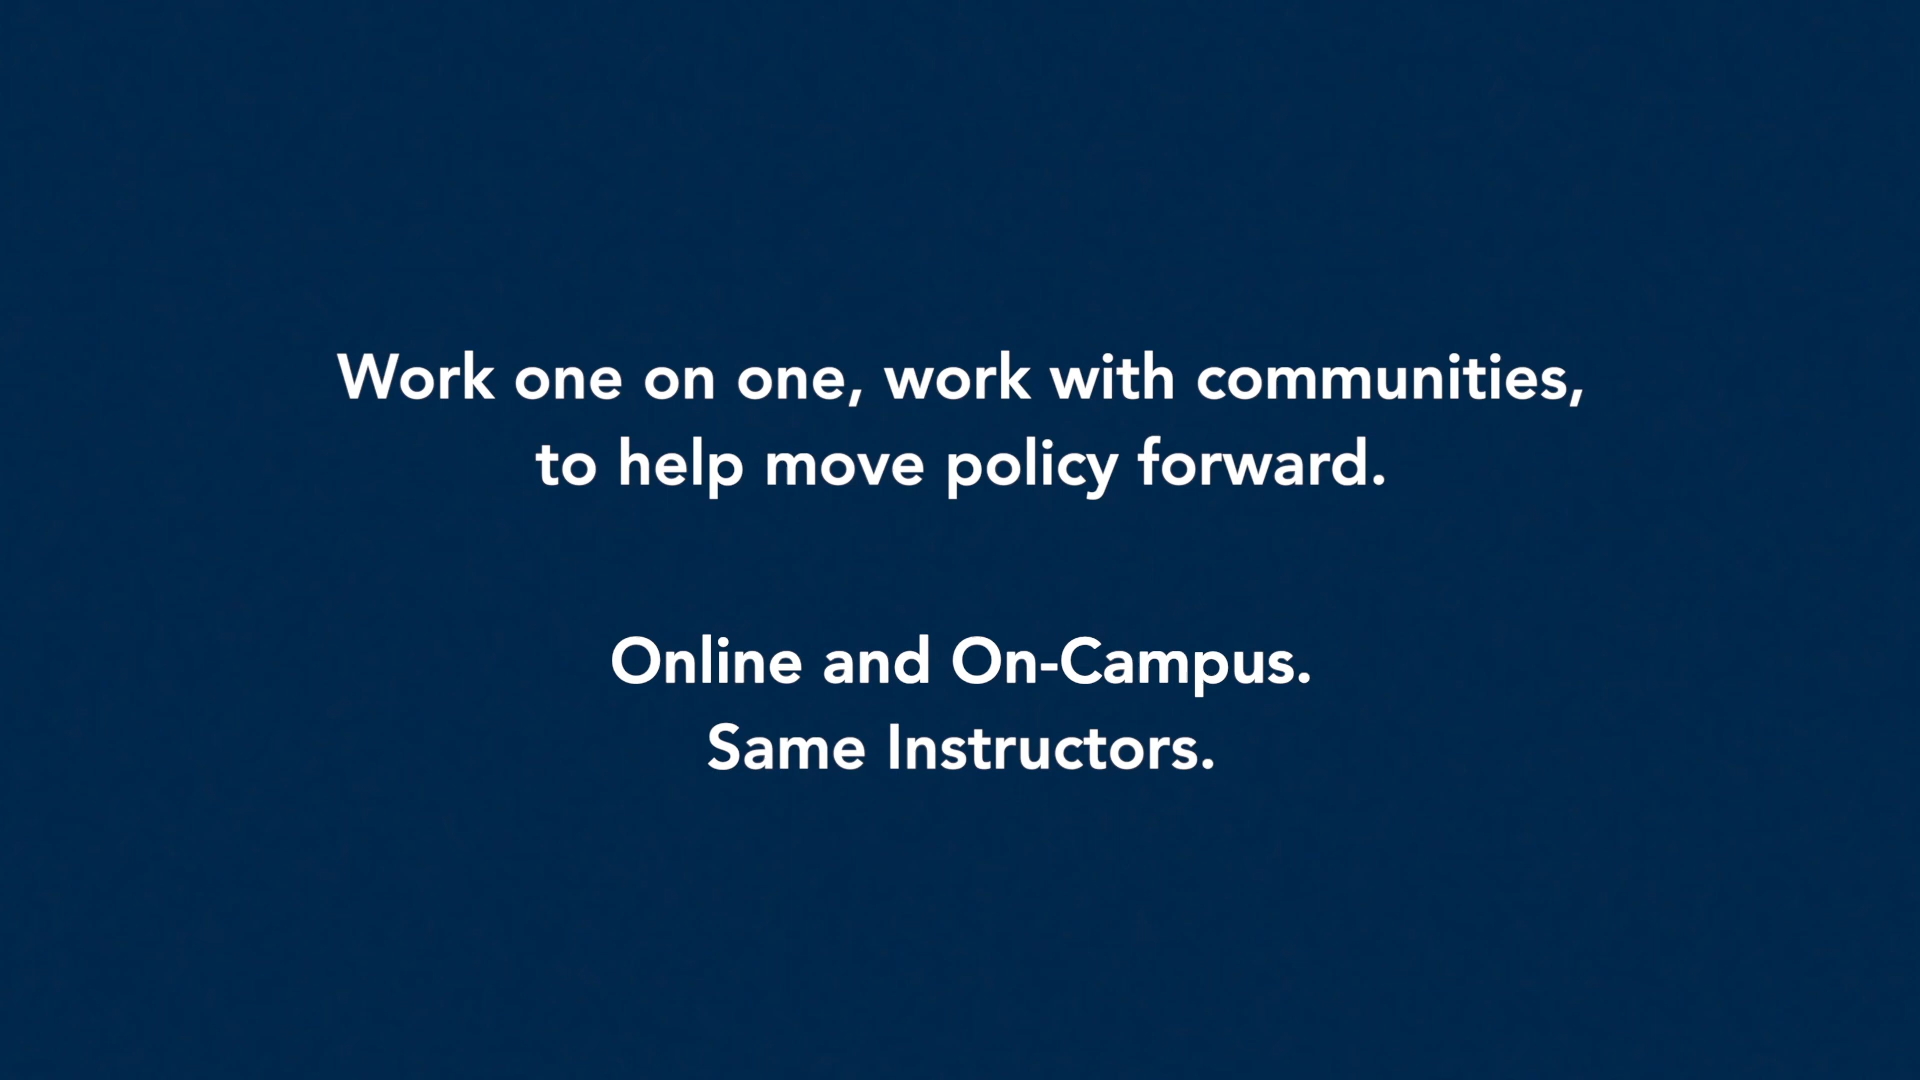 Work one on one, work with communities,
to help move policy forward.
Online and On-Campus.
Same Instructors.